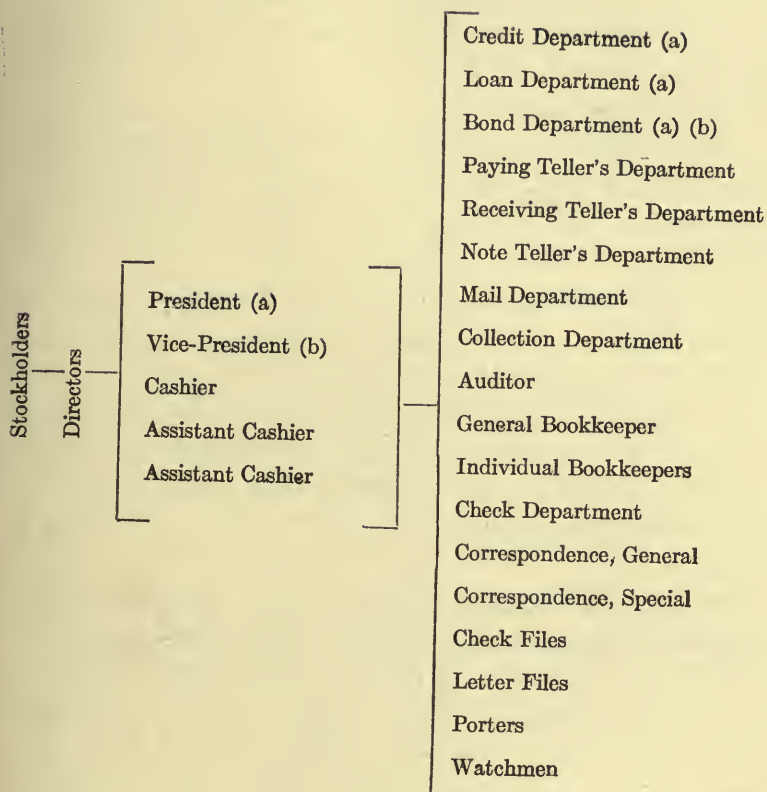 Stockholders
Directors
President (a)
Vice-President (b)
Cashier
Assistant Cashier
Assistant Cashier
Credit Department (a)
Loan Department (a)
Bond Department (a) (b)
Paying Teller's Department
Receiving Teller's Department
Note Teller's Department
Mail Department
Collection Department
Auditor
General Bookkeeper
Individual Bookkeepers
Check Department
Correspondence, General
Correspondence, Special
Check Files
Letter Files
Porters
Watchmen